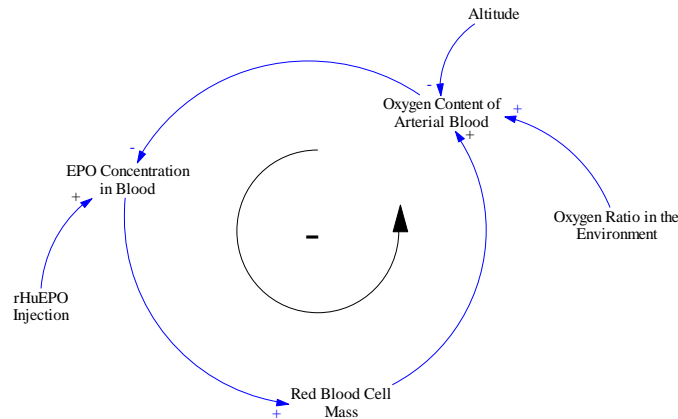 Altitude
-
Oxygen Content of
Arterial Blood
+
+
-
EPO Concentration
in Blood
+
Oxygen Ratio in the
Environment
-
rHuEPO
Injection
Red Blood Cell
Mass
+